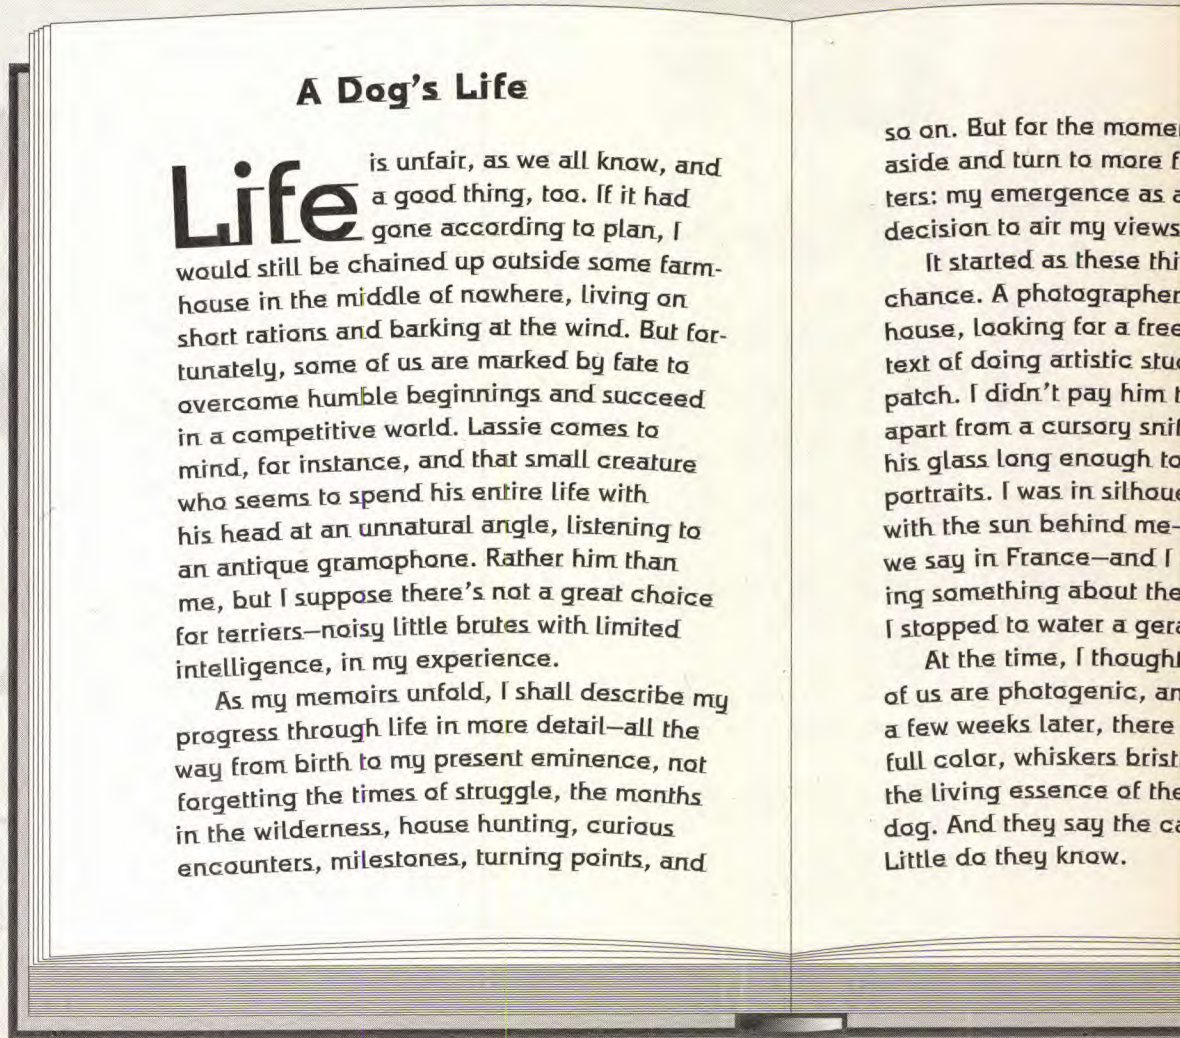 A Dog's Life
Life is unfair, as we all know, and
a good thing, too. If it had
gone according to plan, I
would still be chained up outside some farm-
house in the middle of nowhere, living on
short rations and barking at the wind. But for-
tunately, some of us are marked by fate to
overcome humble beginnings and succeed
in a competitive world. Lassie comes to
mind, for instance, and that small creature
who seems to spend his entire life with
his head at an unnatural angle, listening to
an antique gramophone. Rather him than
me, but I suppose there's not a great choice
for terriers—noisy little brutes with limited
intelligence, in my experience.
As my memoirs unfold, I shall describe my
progress through life in more detail—all the
way from birth to my present eminence, not
forgetting the times of struggle, the months
in the wilderness, house hunting, curious
encounters, milestones, turning points, and
so on. But for the
aside and turn to more
ters: my emergence as
decision to air my views
It started as these
chance. A photographer
house, looking for a free
text of doing artistic
patch. I didn't pay him
apart from a cursory
his glass long enough to
portraits. I was in
with the sun behind me—
we say in France—and I
ing something about the
I stopped to water a
At the time, I thought
of us are photogenic,
a few weeks later, there
full color, whiskers
the living essence of the
dog. And they say the
Little do they know.